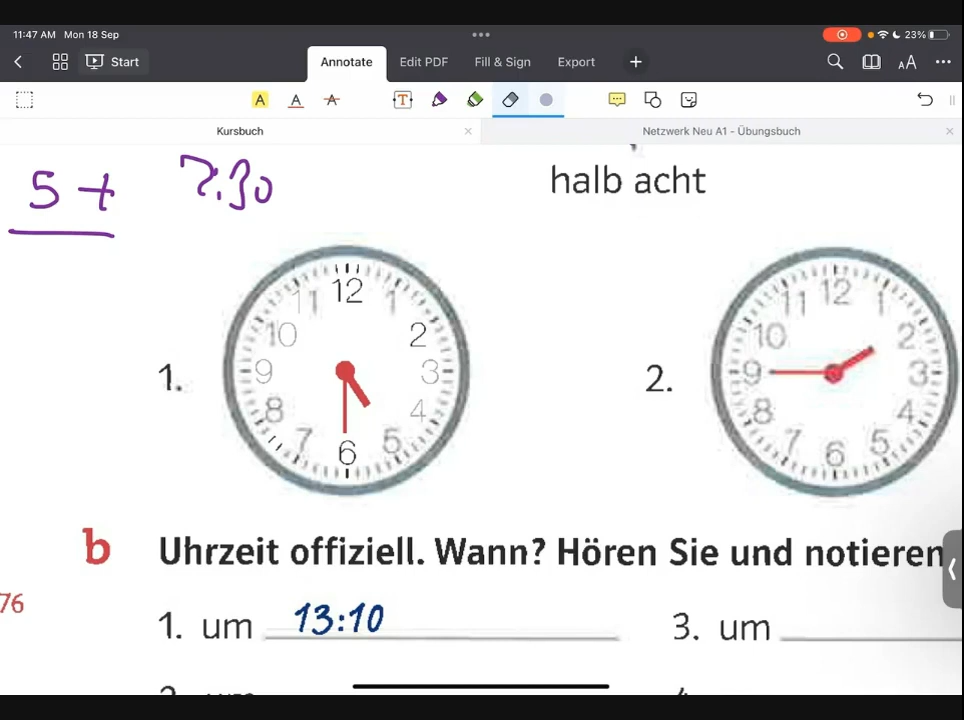 11:47 AM Mon 18 Sep
23%
Start
Annotate
Edit PDF
Fill & Sign
Export
Kursbuch
Netzwerk Neu A1 - Übungsbuch
5 + 7:30
halb acht
1.
12
1
2
3
4
5
6
7
8
9
10
11
2.
12
1
2
3
4
5
6
7
8
9
10
11
b Uhrzeit offiziell. Wann? Hören Sie und notieren
76
1. um 13:10
3. um